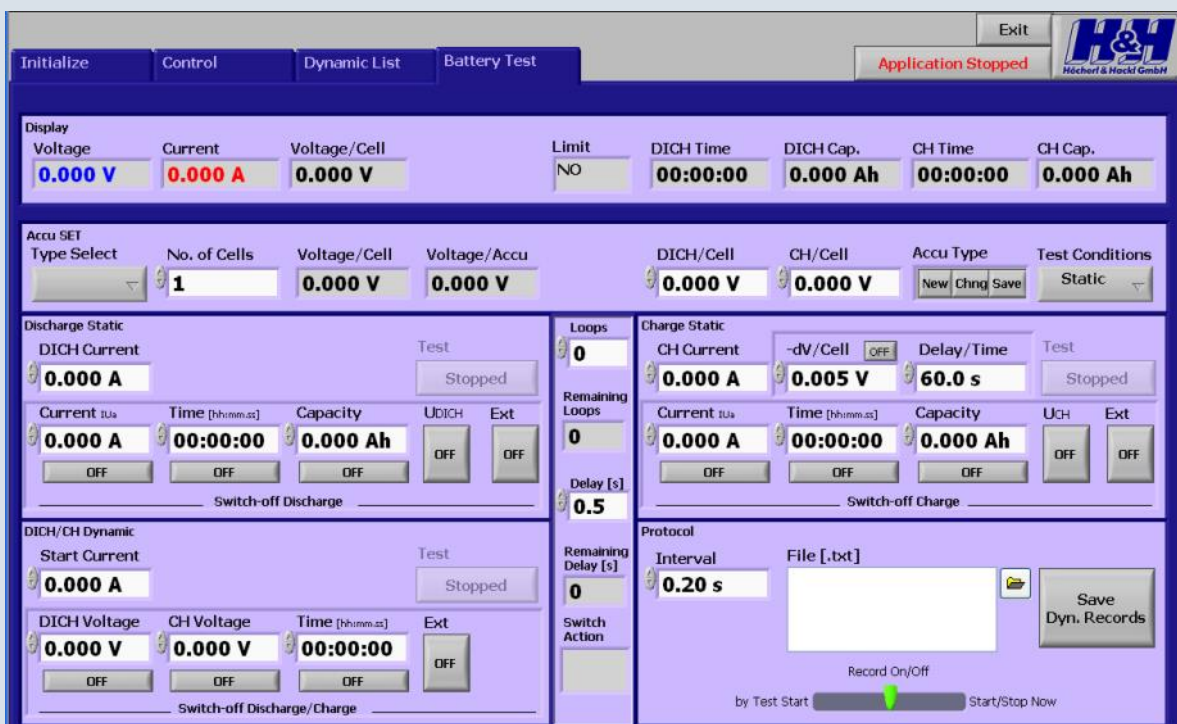 Exit
H&H
Höcherl & Hackl GmbH
Initialize Control Dynamic List Battery Test
Application Stopped
Display
Voltage Current Voltage/Cell Limit DICH Time DICH Cap. CH Time CH Cap.
0.000 V 0.000 A 0.000 V NO 00:00:00 0.000 Ah 00:00:00 0.000 Ah
Accu SET
Type Select No. of Cells Voltage/Cell Voltage/Accu DICH/Cell CH/Cell Accu Type Test Conditions
1 0.000 V 0.000 V 0.000 V 0.000 V New Chng Save Static
Discharge Static
DICH Current Test
0.000 A Stopped
Current IUa Time [hh:mm.ss] Capacity UDICH Ext
0.000 A 00:00:00 0.000 Ah OFF OFF
OFF OFF OFF
Switch-off Discharge
DICH/CH Dynamic
Start Current Test
0.000 A Stopped
DICH Voltage CH Voltage Time [hh:mm.ss] Ext
0.000 V 0.000 V 00:00:00 OFF
OFF OFF OFF
Switch-off Discharge/Charge
Loops
0
Remaining
Loops
0
Delay [s]
0.5
Remaining
Delay [s]
0
Switch
Action
Charge Static
CH Current -dV/Cell OFF Delay/Time Test
0.000 A 0.005 V 60.0 s Stopped
Current IUa Time [hh:mm.ss] Capacity UCH Ext
0.000 A 00:00:00 0.000 Ah OFF OFF
OFF OFF OFF
Switch-off Charge
Protocol
Interval File [.txt]
0.20 s
Save
Dyn. Records
Record On/Off
by Test Start Start/Stop Now